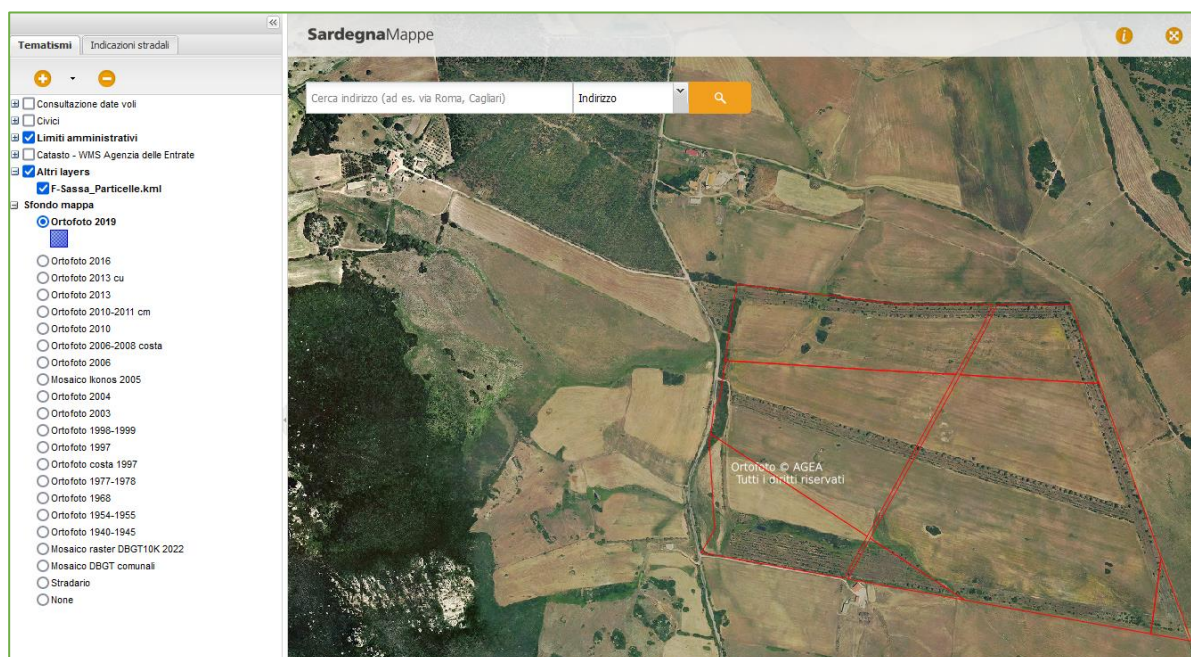 Tematismi
Indicazioni stradali
Consultazione date voli
Civici
Limiti amministrativi
Catasto - WMS Agenzia delle Entrate
Altri layers
F-Sassa_Particelle.kml
Sfondo mappa
Ortofoto 2019
Ortofoto 2016
Ortofoto 2013 cu
Ortofoto 2013
Ortofoto 2010-2011 cm
Ortofoto 2010
Ortofoto 2006-2008 costa
Ortofoto 2006
Mosaico Ikonos 2005
Ortofoto 2004
Ortofoto 2003
Ortofoto 1998-1999
Ortofoto 1997
Ortofoto costa 1997
Ortofoto 1977-1978
Ortofoto 1968
Ortofoto 1954-1955
Ortofoto 1940-1945
Mosaico raster DBGT10K 2022
Mosaico DBGT comunali
Stradario
None
SardegnaMappe
Cerca indirizzo (ad es. via Roma, Cagliari)
Indirizzo
Ortofoto © AGEA
Tutti i diritti riservati